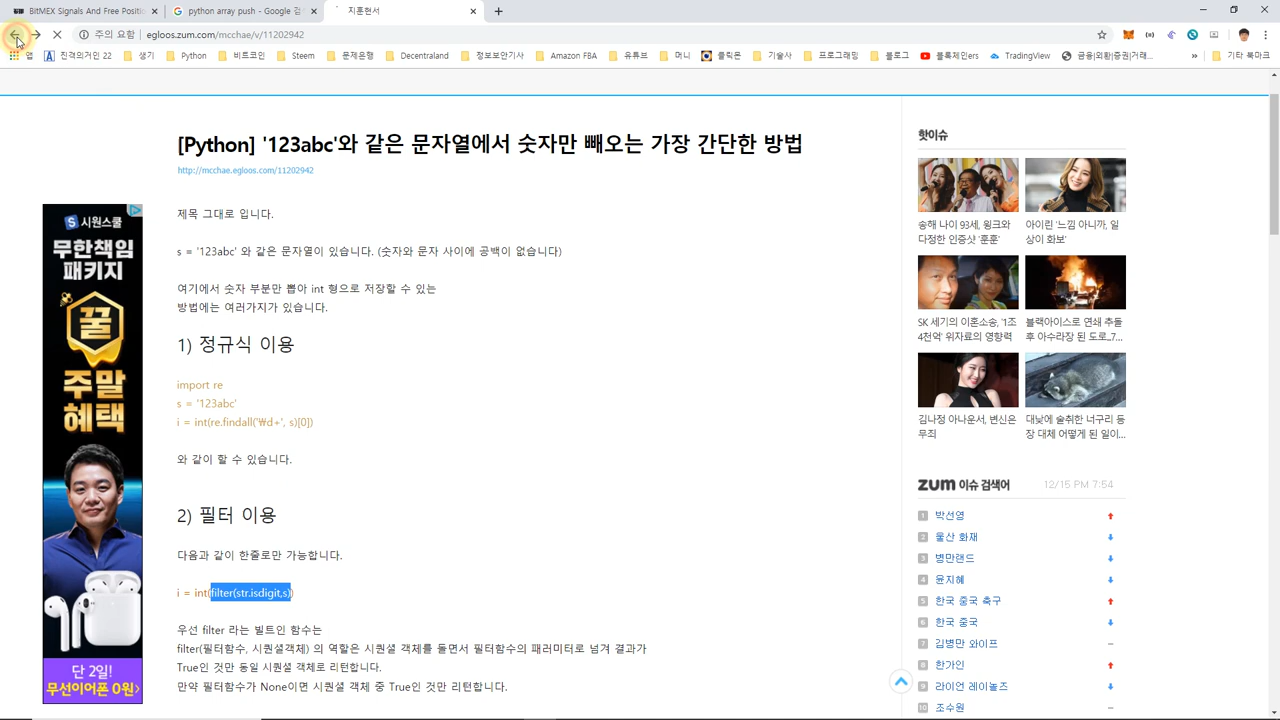 BitMEX Signals And Free Positio
python array push - Google 검
지훈현서
주의 요함
egloos.zum.com/mcchae/v/11202942
앱
진격의거인 22
생기
Python
비트코인
Steem
문제은행
Decentraland
정보보안기사
Amazon FBA
유튜브
머니
클릭몬
기술사
프로그래밍
블로그
블록체인ers
TradingView
금융|외환|증권|거래...
»
기타 북마크
[Python] '123abc'와 같은 문자열에서 숫자만 빼오는 가장 간단한 방법
http://mcchae.egloos.com/11202942
제목 그대로 입니다.
s = '123abc' 와 같은 문자열이 있습니다. (숫자와 문자 사이에 공백이 없습니다)
여기에서 숫자 부분만 뽑아 int 형으로 저장할 수 있는
방법에는 여러가지가 있습니다.
1) 정규식 이용
import re
s = '123abc'
i = int(re.findall('₩d+', s)[0])
와 같이 할 수 있습니다.
2) 필터 이용
다음과 같이 한줄로만 가능합니다.
i = int(filter(str.isdigit,s))
우선 filter 라는 빌트인 함수는
filter(필터함수, 시퀀셜객체) 의 역할은 시퀀셜 객체를 돌면서 필터함수의 패러미터로 넘겨 결과가
True인 것만 동일 시퀀셜 객체로 리턴합니다.
만약 필터함수가 None이면 시퀀셜 객체 중 True인 것만 리턴합니다.
S 시원스쿨
무한책임
패키지
꿀
주말
혜택
단 2일!
무선이어폰 0원›
핫이슈
송해 나이 93세, 윙크와
다정한 인증샷 '훈훈'
아이린 '느낌 아니까, 일
상이 화보'
SK 세기의 이혼소송, '1조
4천억' 위자료의 영향력
블랙아이스로 연쇄 추돌
후 아수라장 된 도로...7...
김나정 아나운서, 변신은
무죄
대낮에 술취한 너구리 등
장 대체 어떻게 된 일이...
zum 이슈 검색어
12/15 PM 7:54
1 박선영
2 울산 화재
3 병만랜드
4 윤지혜
5 한국 중국 축구
6 한국 중국
7 김병만 와이프
8 한가인
9 라이언 레이놀즈
10 조수원